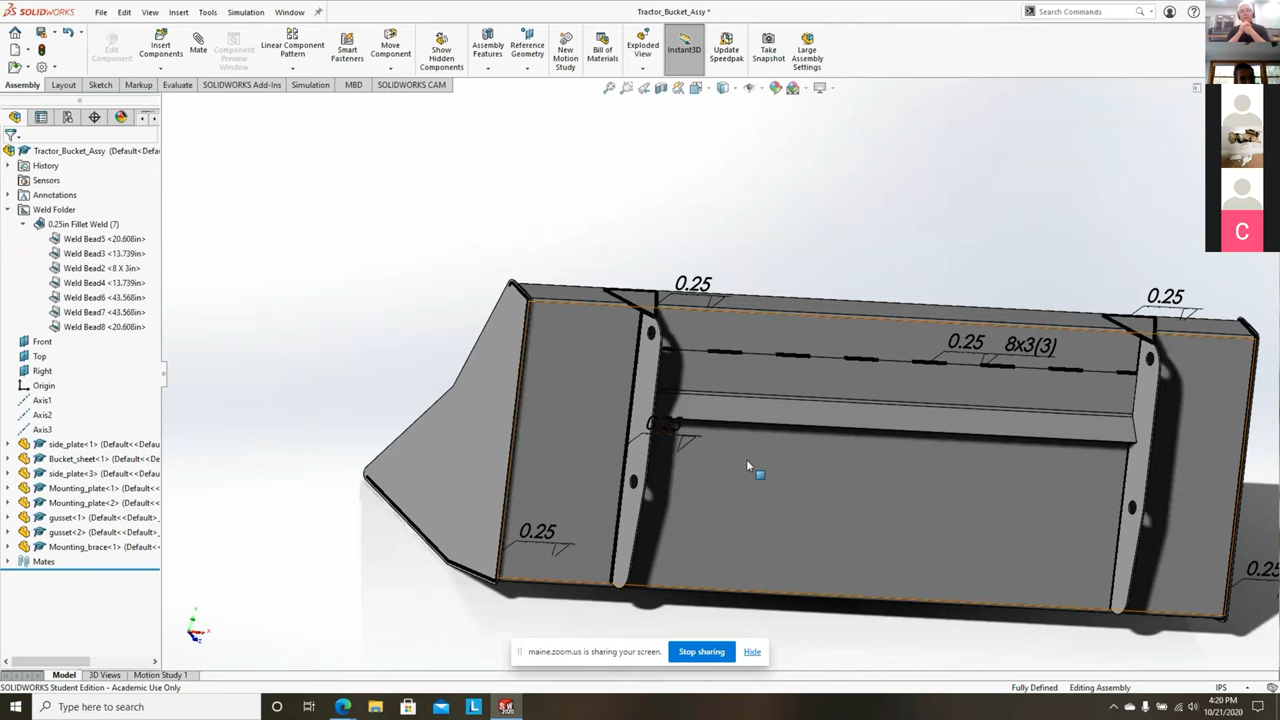 SOLIDWORKS
File
Edit
View
Insert
Tools
Simulation
Window
Tractor_Bucket_Assy *
Search Commands
Edit
Component
Insert
Components
Mate
Component
Preview
Window
Linear Component
Pattern
Smart
Fasteners
Move
Component
Show
Hidden
Components
Assembly
Features
Reference
Geometry
New
Motion
Study
Bill of
Materials
Exploded
View
Instant3D
Update
Speedpak
Take
Snapshot
Large
Assembly
Settings
Assembly
Layout
Sketch
Markup
Evaluate
SOLIDWORKS Add-Ins
Simulation
MBD
SOLIDWORKS CAM
Tractor_Bucket_Assy (Default<Defa
History
Sensors
Annotations
Weld Folder
0.25in Fillet Weld (7)
Weld Bead5 <20.608in>
Weld Bead3 <13.739in>
Weld Bead2 <8 X 3in>
Weld Bead4 <13.739in>
Weld Bead6 <43.568in>
Weld Bead7 <43.568in>
Weld Bead8 <20.608in>
Front
Top
Right
Origin
Axis1
Axis2
Axis3
side_plate<1> (Default<<Defau
Bucket_sheet<1> (Default<<De
side_plate<3> (Default<<Defau
Mounting_plate<1> (Default<<
Mounting_plate<2> (Default<<
gusset<1> (Default<<Default>_
gusset<2> (Default<<Default>_
Mounting_brace<1> (Default<<
Mates
0.25
0.25
0.25 8x3(3)
0.25
0.25
0.25
C
maine.zoom.us is sharing your screen.
Stop sharing
Hide
Model
3D Views
Motion Study 1
SOLIDWORKS Student Edition - Academic Use Only
Fully Defined
Editing Assembly
IPS
Type here to search
4:20 PM
10/21/2020